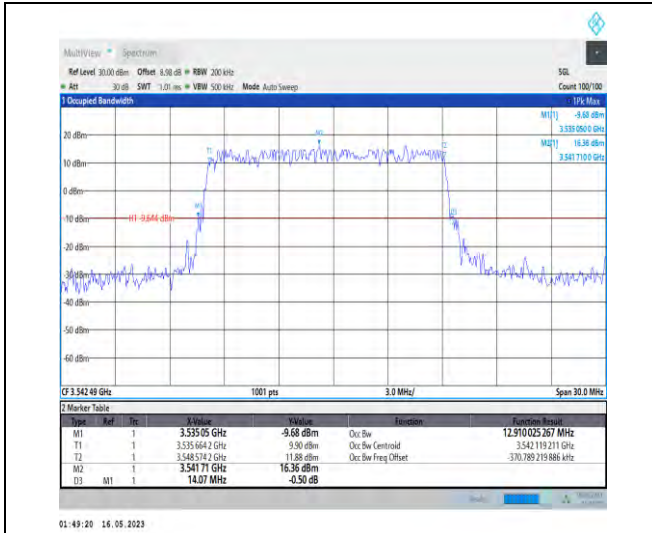 MultiView Spectrum
Ref Level 30.00 dBm Offset 8.98 dB RBW 200 kHz SGL
Att 30 dB SWT 1.01 ms VBW 500 kHz Mode Auto Sweep Count 100/100
1 Occupied Bandwidth 1Pk Max
M1[1] -9.68 dBm
3.535 050 0 GHz
M2[1] 16.36 dBm
3.541 710 0 GHz
20 dBm
10 dBm
0 dBm
-10 dBm
H1 -9.644 dBm
-20 dBm
-30 dBm
-40 dBm
-50 dBm
-60 dBm
M2
T1
T2
M1
D3
CF 3.542 49 GHz 1001 pts 3.0 MHz/ Span 30.0 MHz
2 Marker Table
Type Ref Trc X-Value Y-Value Function Function Result
M1 1 3.535 05 GHz -9.68 dBm Occ Bw 12.910 025 267 MHz
T1 1 3.535 664 2 GHz 9.90 dBm Occ Bw Centroid 3.542 119 211 GHz
T2 1 3.548 574 2 GHz 11.88 dBm Occ Bw Freq Offset -370.789 219 886 kHz
M2 1 3.541 71 GHz 16.36 dBm
D3 M1 1 14.07 MHz -0.50 dB
01:49:20 16.05.2023